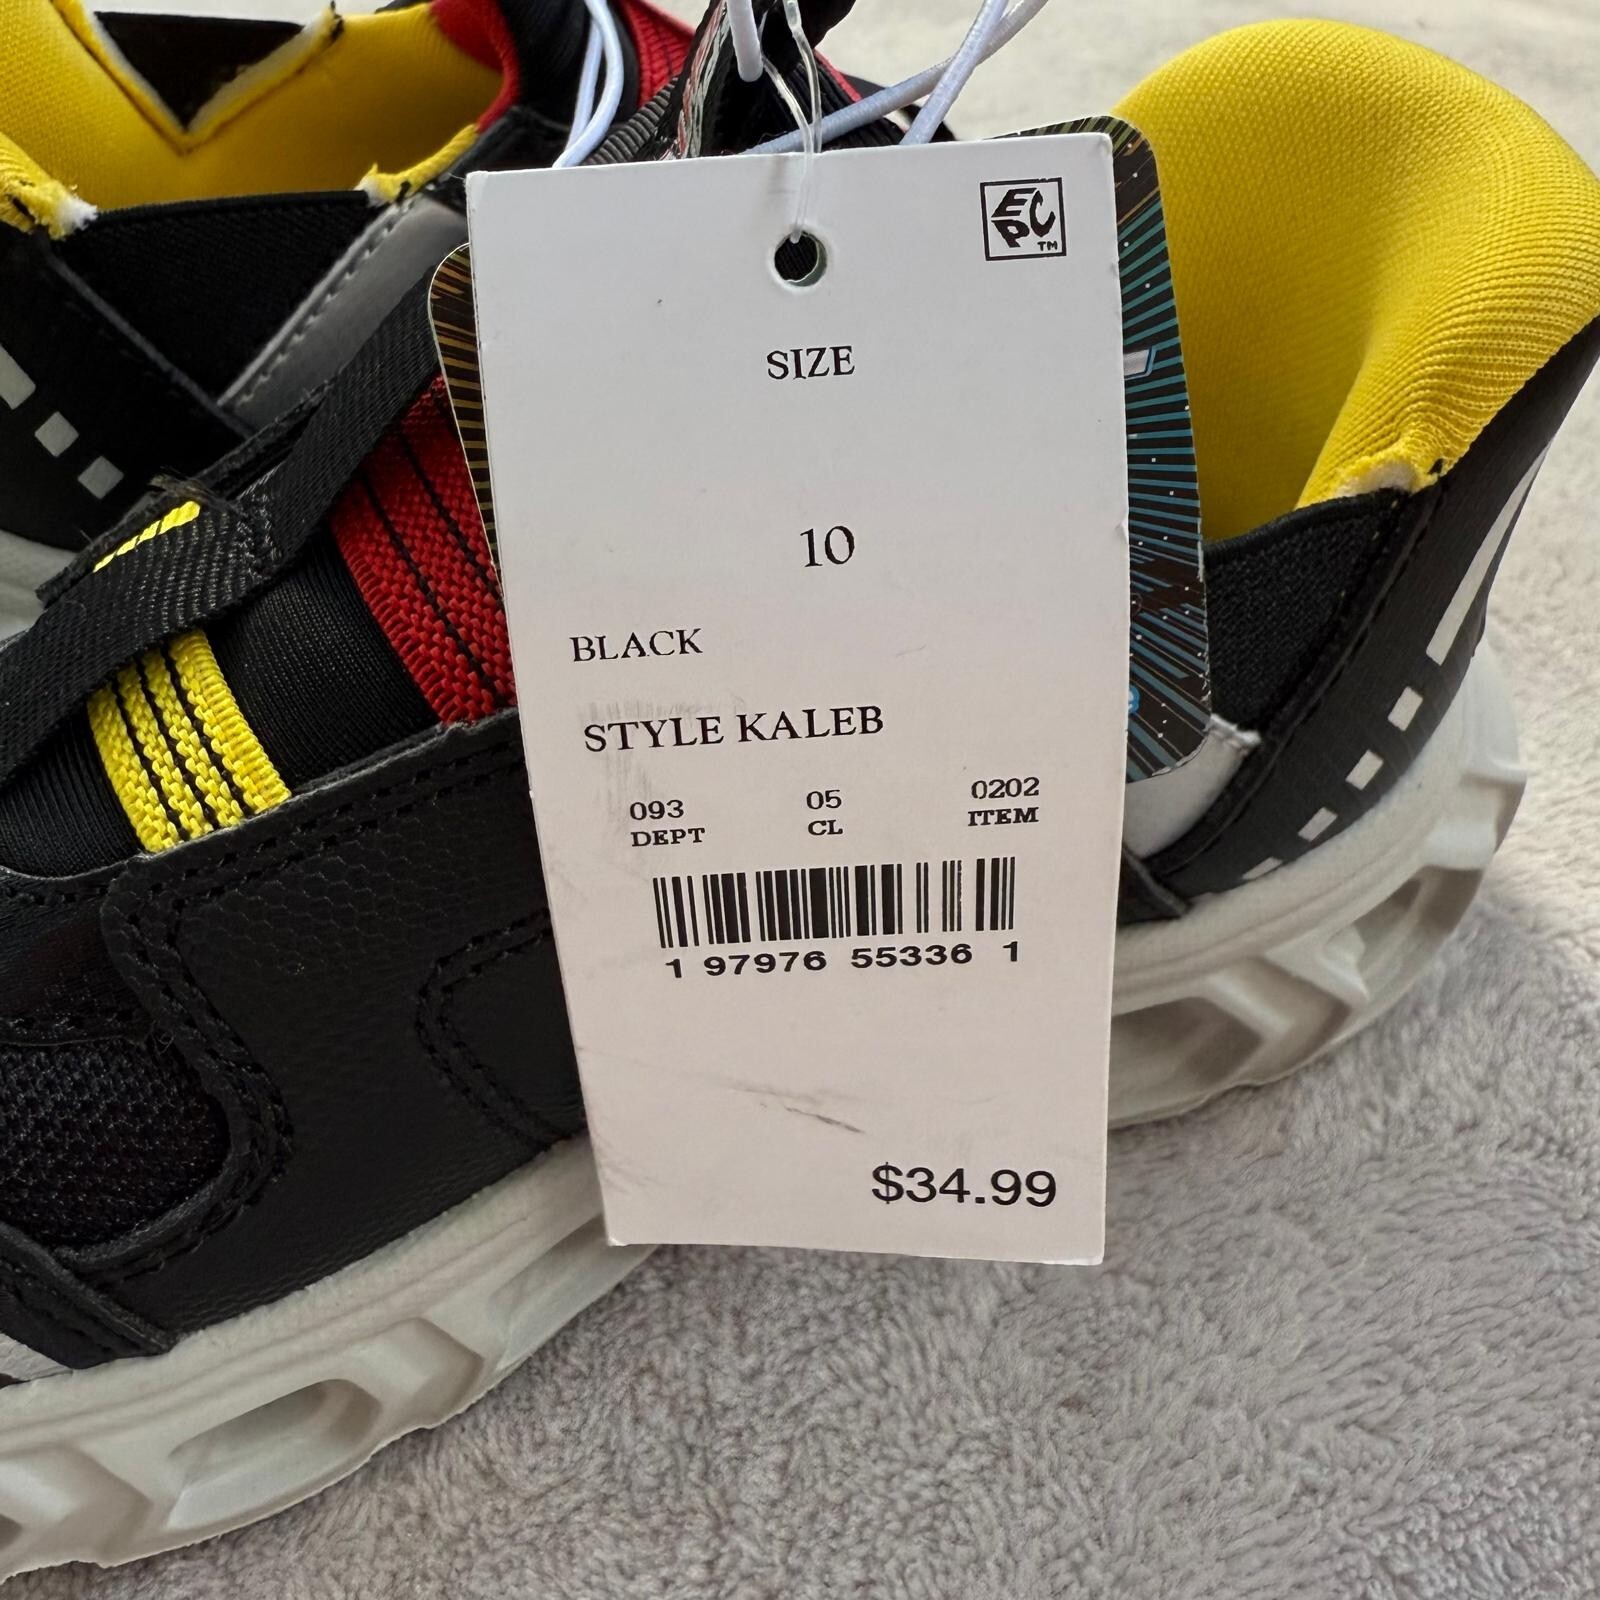 EPC
TM
SIZE
10
BLACK
STYLE KALEB
093 05 0202
DEPT CL ITEM
1 97976 55336 1
$34.99